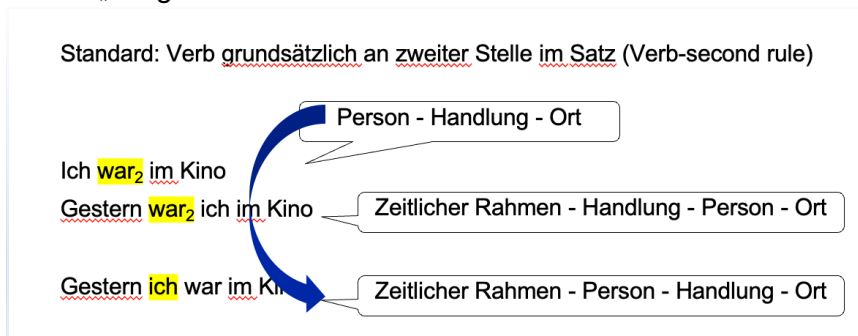 Standard: Verb grundsätzlich an zweiter Stelle im Satz (Verb-second rule)
Person - Handlung - Ort
Ich war₂ im Kino
Gestern war₂ ich im Kino
Zeitlicher Rahmen - Handlung - Person - Ort
Gestern ich war im
Zeitlicher Rahmen - Person - Handlung - Ort